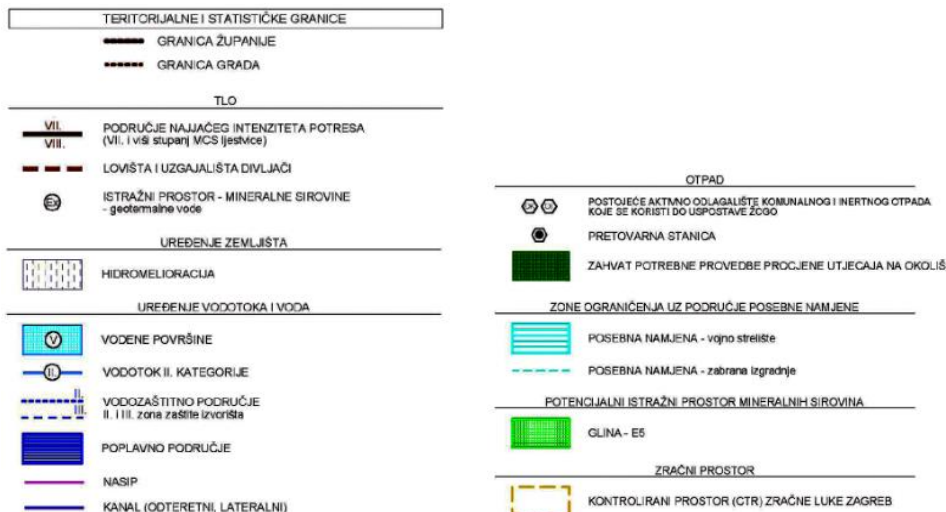 TERITORIJALNE I STATISTIČKE GRANICE
GRANICA ŽUPANIJE
GRANICA GRADA
TLO
VII.
VIII.
PODRUČJE NAJJAČEG INTENZITETA POTRESA
(VII. i viši stupanj MCS ljestvice)
LOVIŠTA I UZGAJALIŠTA DIVLJAČI
Ex
ISTRAŽNI PROSTOR - MINERALNE SIROVINE
- geotermalne vode
UREĐENJE ZEMLJIŠTA
HIDROMELIORACIJA
UREĐENJE VODOTOKA I VODA
V
VODENE POVRŠINE
II.
VODOTOK II. KATEGORIJE
II.
III.
VODOZAŠTITNO PODRUČJE
II. i III. zona zaštite izvorišta
POPLAVNO PODRUČJE
NASIP
KANAL (ODTERETNI, LATERALNI)
OTPAD
POSTOJEĆE AKTIVNO ODLAGALIŠTE KOMUNALNOG I INERTNOG OTPADA
KOJE SE KORISTI DO USPOSTAVE ŽCGO
PRETOVARNA STANICA
ZAHVAT POTREBNE PROVEDBE PROCJENE UTJECAJA NA OKOLIŠ
ZONE OGRANIČENJA UZ PODRUČJE POSEBNE NAMJENE
POSEBNA NAMJENA - vojno strelište
POSEBNA NAMJENA - zabrana izgradnje
POTENCIJALNI ISTRAŽNI PROSTOR MINERALNIH SIROVINA
GLINA - E5
ZRAČNI PROSTOR
KONTROLIRANI PROSTOR (CTR) ZRAČNE LUKE ZAGREB